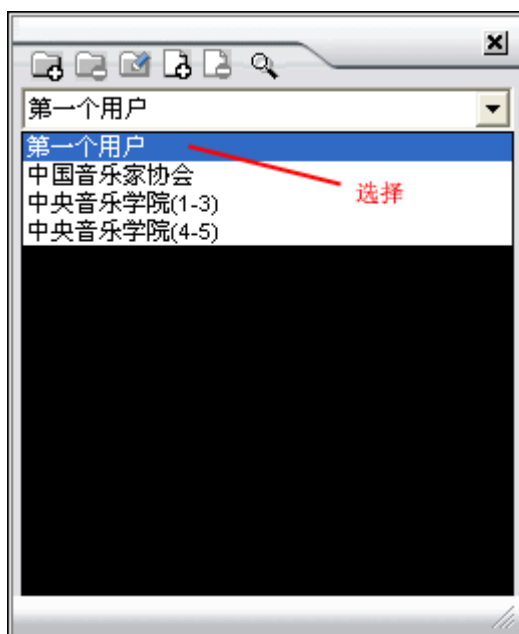 第一个用户
第一个用户
中国音乐家协会
中央音乐学院(1-3)
选择
中央音乐学院(4-5)